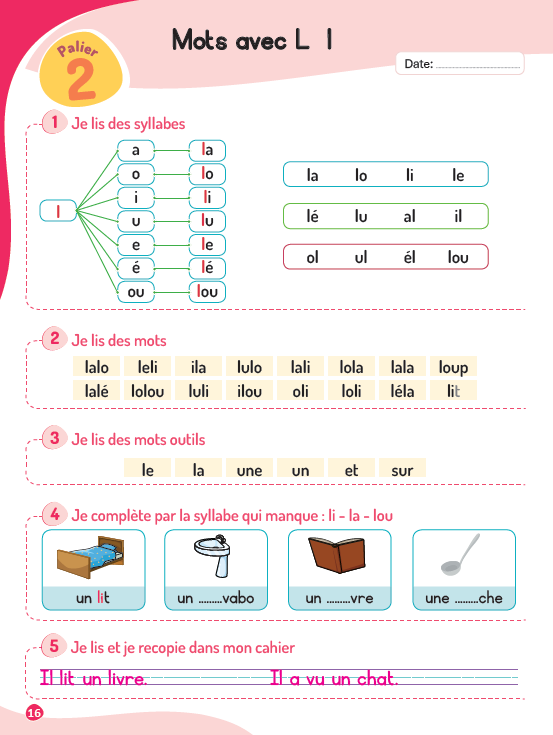 Mots avec L l
Palier
2
Date: ..............................
1 Je lis des syllabes
l
a la
o lo
i li
u lu
e le
é lé
ou lou
la lo li le
lé lu al il
ol ul él lou
2 Je lis des mots
lalo leli ila lulo lali lola lala loup
lalé lolou luli ilou oli loli léla lit
3 Je lis des mots outils
le la une un et sur
4 Je complète par la syllabe qui manque : li - la - lou
un lit un .........vabo un .........vre une .........che
5 Je lis et je recopie dans mon cahier
Il lit un livre. Il a vu un chat.
16